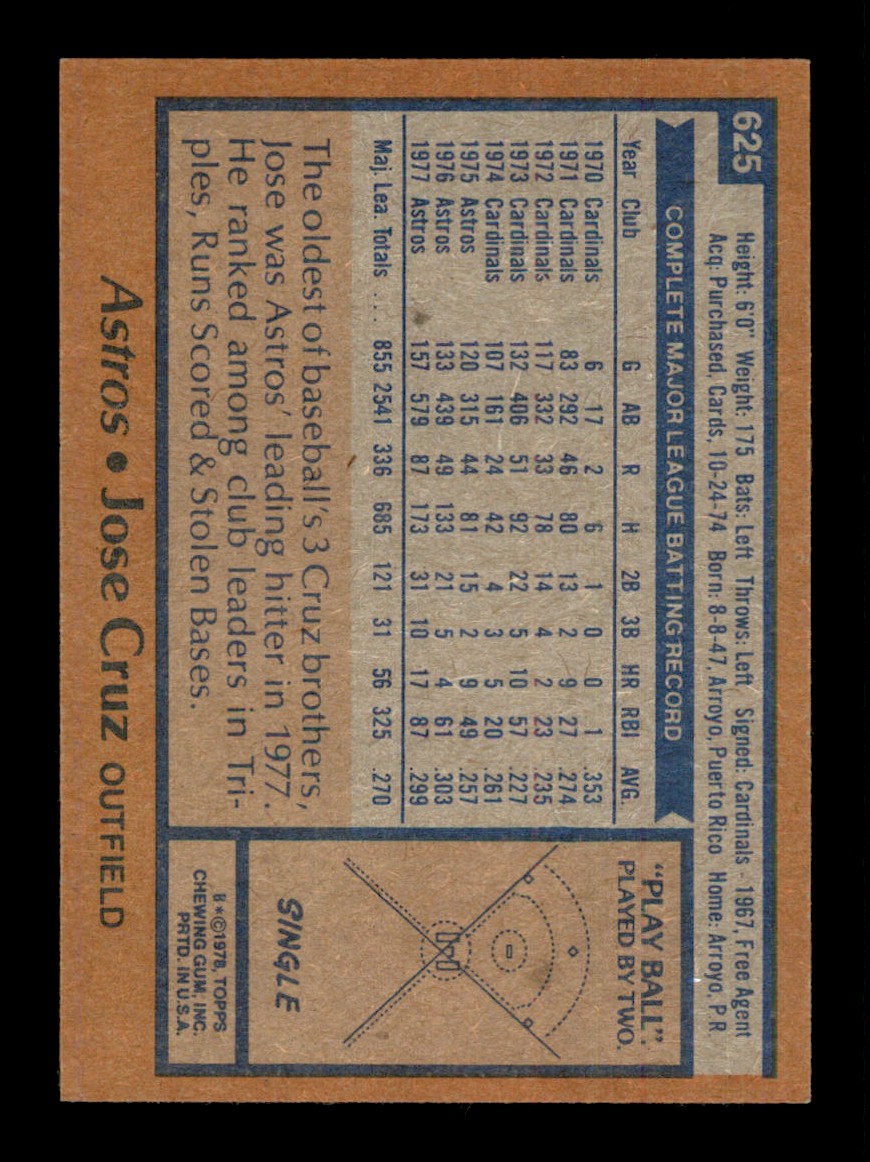 625
Height: 6'0" Weight: 175 Bats: Left Throws: Left Signed: Cardinals - 1967, Free Agent
Acq: Purchased, Cards, 10-24-74 Born: 8-8-47, Arroyo, Puerto Rico Home: Arroyo, P R
COMPLETE MAJOR LEAGUE BATTING RECORD
Year Club G AB R H 2B 3B HR RBI AVG.
1970 Cardinals 6 17 2 6 1 0 0 1 .353
1971 Cardinals 83 292 46 80 13 2 9 27 .274
1972 Cardinals 117 332 33 78 14 4 2 23 .235
1973 Cardinals 132 406 51 92 22 5 10 57 .227
1974 Cardinals 107 161 24 42 4 3 5 20 .261
1975 Astros 120 315 44 81 15 2 9 49 .257
1976 Astros 133 439 49 133 21 5 4 61 .303
1977 Astros 157 579 87 173 31 10 17 87 .299
Maj. Lea. Totals .... 855 2541 336 685 121 31 56 325 .270
The oldest of baseball's 3 Cruz brothers,
Jose was Astros' leading hitter in 1977.
He ranked among club leaders in Tri-
ples, Runs Scored & Stolen Bases.
"PLAY BALL".
PLAYED BY TWO.
SINGLE
B*©1978, TOPPS
CHEWING GUM, INC.
PRTD. IN U.S.A.
Astros • Jose Cruz OUTFIELD